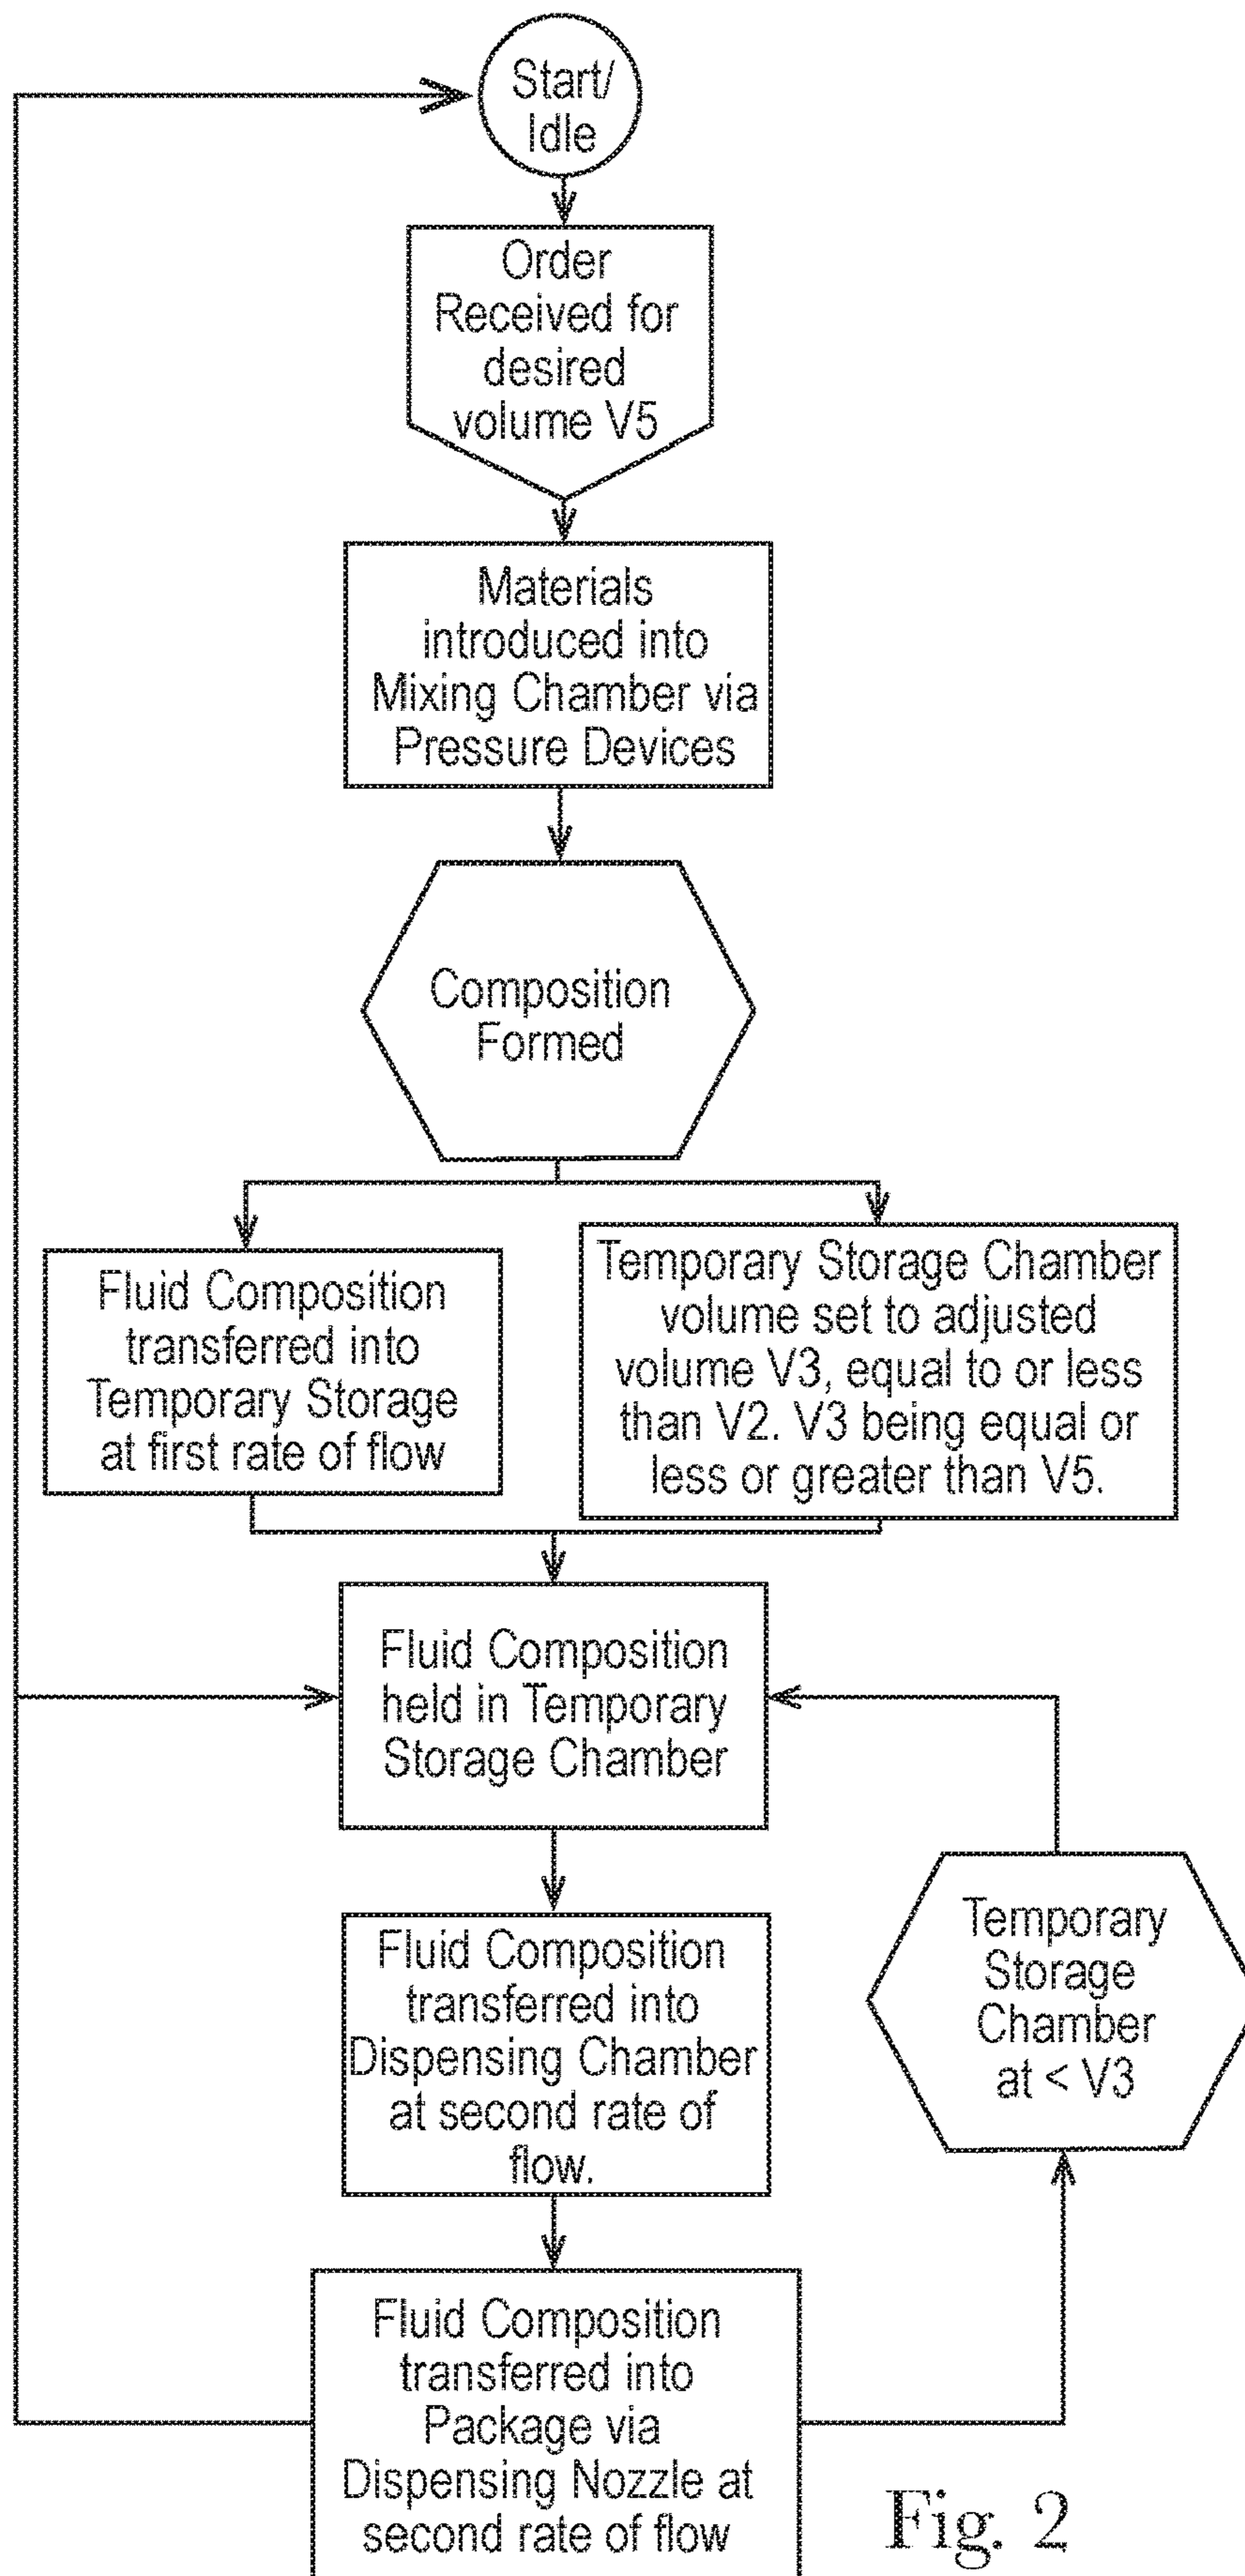 Start/
Idle
Order
Received for
desired
volume V5
Materials
introduced into
Mixing Chamber via
Pressure Devices
Composition
Formed
Fluid Composition
transferred into
Temporary Storage
at first rate of flow
Temporary Storage Chamber
volume set to adjusted
volume V3, equal to or less
than V2. V3 being equal or
less or greater than V5.
Fluid Composition
held in Temporary
Storage Chamber
Temporary
Storage
Chamber
at < V3
Fluid Composition
transferred into
Dispensing Chamber
at second rate of
flow.
Fluid Composition
transferred into
Package via
Dispensing Nozzle at
second rate of flow
Fig. 2